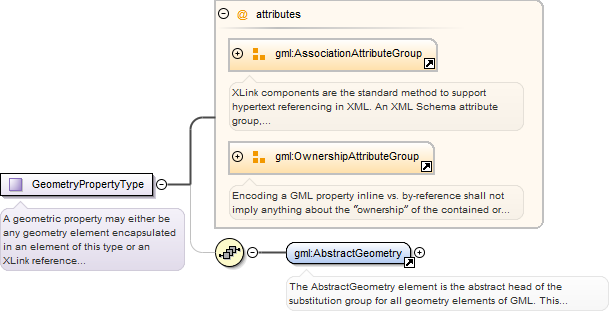 @ attributes
gml:AssociationAttributeGroup
XLink components are the standard method to support
hypertext referencing in XML. An XML Schema attribute
group,...
gml:OwnershipAttributeGroup
Encoding a GML property inline vs. by-reference shall not
imply anything about the "ownership" of the contained or...
GeometryPropertyType
A geometric property may either be
any geometry element encapsulated
in an element of this type or an
XLink reference...
gml:AbstractGeometry
The AbstractGeometry element is the abstract head of the
substitution group for all geometry elements of GML. This...